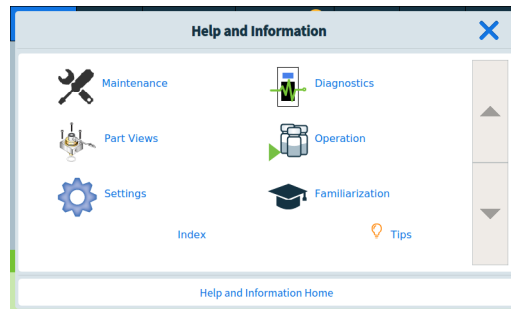 Help and Information
Maintenance
Diagnostics
Part Views
Operation
Settings
Familiarization
Index
Tips
Help and Information Home